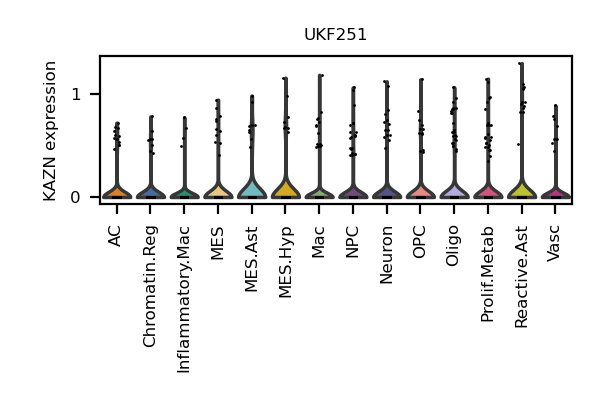 UKF251
KAZN expression
1
0
AC
Chromatin.Reg
Inflammatory.Mac
MES
MES.Ast
MES.Hyp
Mac
NPC
Neuron
OPC
Oligo
Prolif.Metab
Reactive.Ast
Vasc